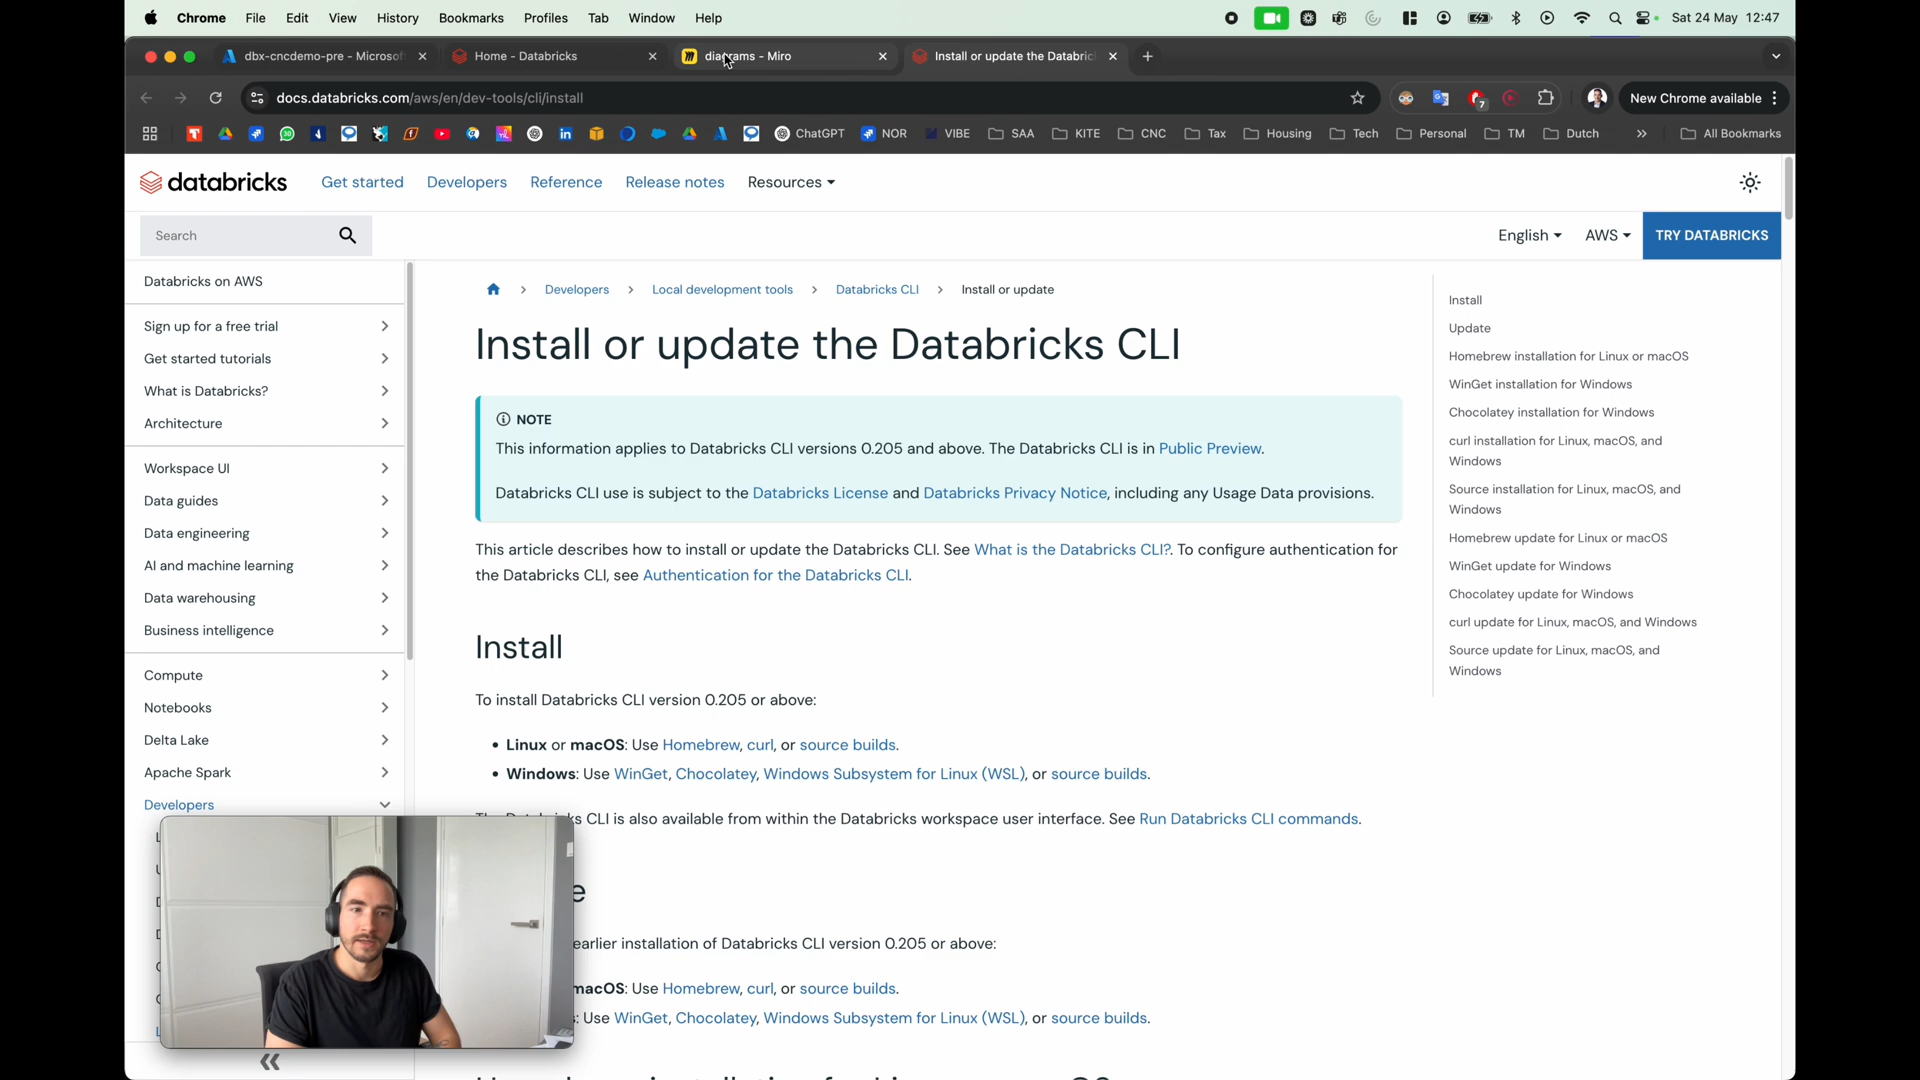 Chrome File Edit View History Bookmarks Profiles Tab Window Help Sat 24 May 12:47
dbx-cncdemo-pre - Microsof Home - Databricks diagrams - Miro Install or update the Databric
docs.databricks.com/aws/en/dev-tools/cli/install 7 New Chrome available
ChatGPT NOR VIBE SAA KITE CNC Tax Housing Tech Personal TM Dutch All Bookmarks
databricks Get started Developers Reference Release notes Resources
Search English AWS TRY DATABRICKS
Databricks on AWS
Sign up for a free trial
Get started tutorials
What is Databricks?
Architecture
Workspace UI
Data guides
Data engineering
AI and machine learning
Data warehousing
Business intelligence
Compute
Notebooks
Delta Lake
Apache Spark
Developers
Developers Local development tools Databricks CLI Install or update
Install or update the Databricks CLI
NOTE
This information applies to Databricks CLI versions 0.205 and above. The Databricks CLI is in Public Preview.
Databricks CLI use is subject to the Databricks License and Databricks Privacy Notice, including any Usage Data provisions.
This article describes how to install or update the Databricks CLI. See What is the Databricks CLI?. To configure authentication for
the Databricks CLI, see Authentication for the Databricks CLI.
Install
To install Databricks CLI version 0.205 or above:
• Linux or macOS: Use Homebrew, curl, or source builds.
• Windows: Use WinGet, Chocolatey, Windows Subsystem for Linux (WSL), or source builds.
CLI is also available from within the Databricks workspace user interface. See Run Databricks CLI commands.
earlier installation of Databricks CLI version 0.205 or above:
macOS: Use Homebrew, curl, or source builds.
: Use WinGet, Chocolatey, Windows Subsystem for Linux (WSL), or source builds.
Install
Update
Homebrew installation for Linux or macOS
WinGet installation for Windows
Chocolatey installation for Windows
curl installation for Linux, macOS, and
Windows
Source installation for Linux, macOS, and
Windows
Homebrew update for Linux or macOS
WinGet update for Windows
Chocolatey update for Windows
curl update for Linux, macOS, and Windows
Source update for Linux, macOS, and
Windows